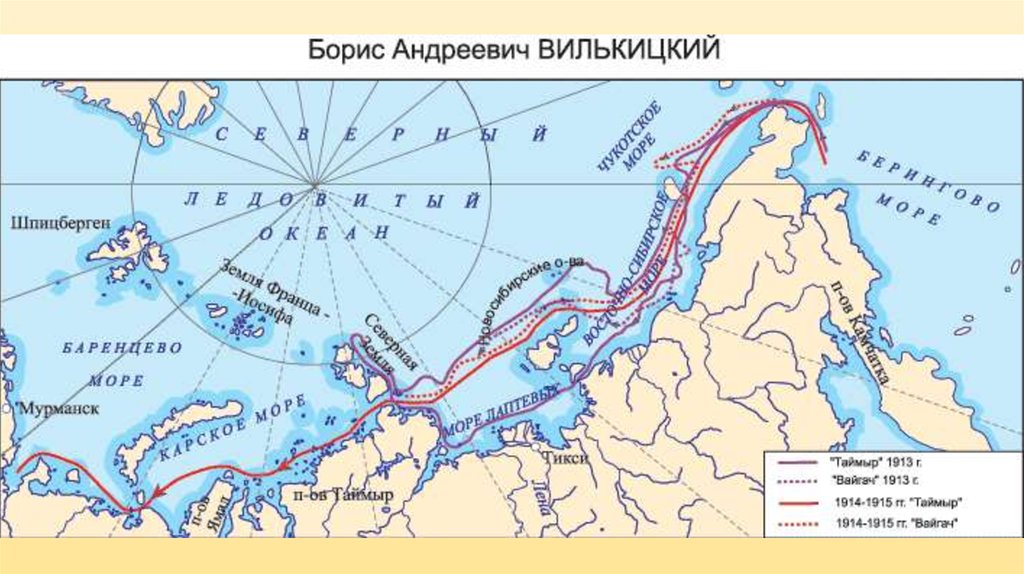 Борис Андреевич ВИЛЬКИЦКИЙ
СЕВЕРНЫЙ
ЛЕДОВИТЫЙ
ОКЕАН
ЧУКОТСКОЕ
МОРЕ
БЕРИНГОВО
МОРЕ
Шпицберген
Земля Франца -
-Иосифа
Новосибирские о-ва
ВОСТОЧНО-СИБИРСКОЕ
МОРЕ
Северная
Земля
п-ов Камчатка
БАРЕНЦЕВО
МОРЕ
Мурманск
КАРСКОЕ МОРЕ
МОРЕ ЛАПТЕВЫХ
Тикси
п-ов Таймыр
п-ов
Ямад
Лена
"Таймыр" 1913 г.
"Вайгач" 1913 г.
1914-1915 гг. "Таймыр"
1914-1915 гг. "Вайгач"